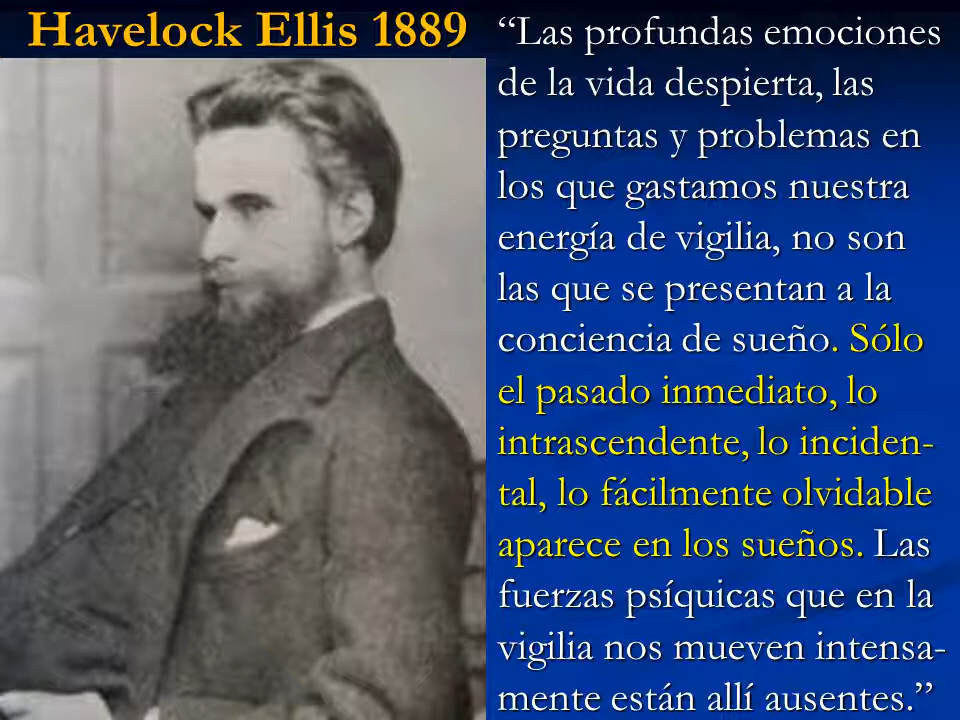 Havelock Ellis 1889
“Las profundas emociones
de la vida despierta, las
preguntas y problemas en
los que gastamos nuestra
energía de vigilia, no son
las que se presentan a la
conciencia de sueño. Sólo
el pasado inmediato, lo
intrascendente, lo inciden-
tal, lo fácilmente olvidable
aparece en los sueños. Las
fuerzas psíquicas que en la
vigilia nos mueven intensa-
mente están allí ausentes.”